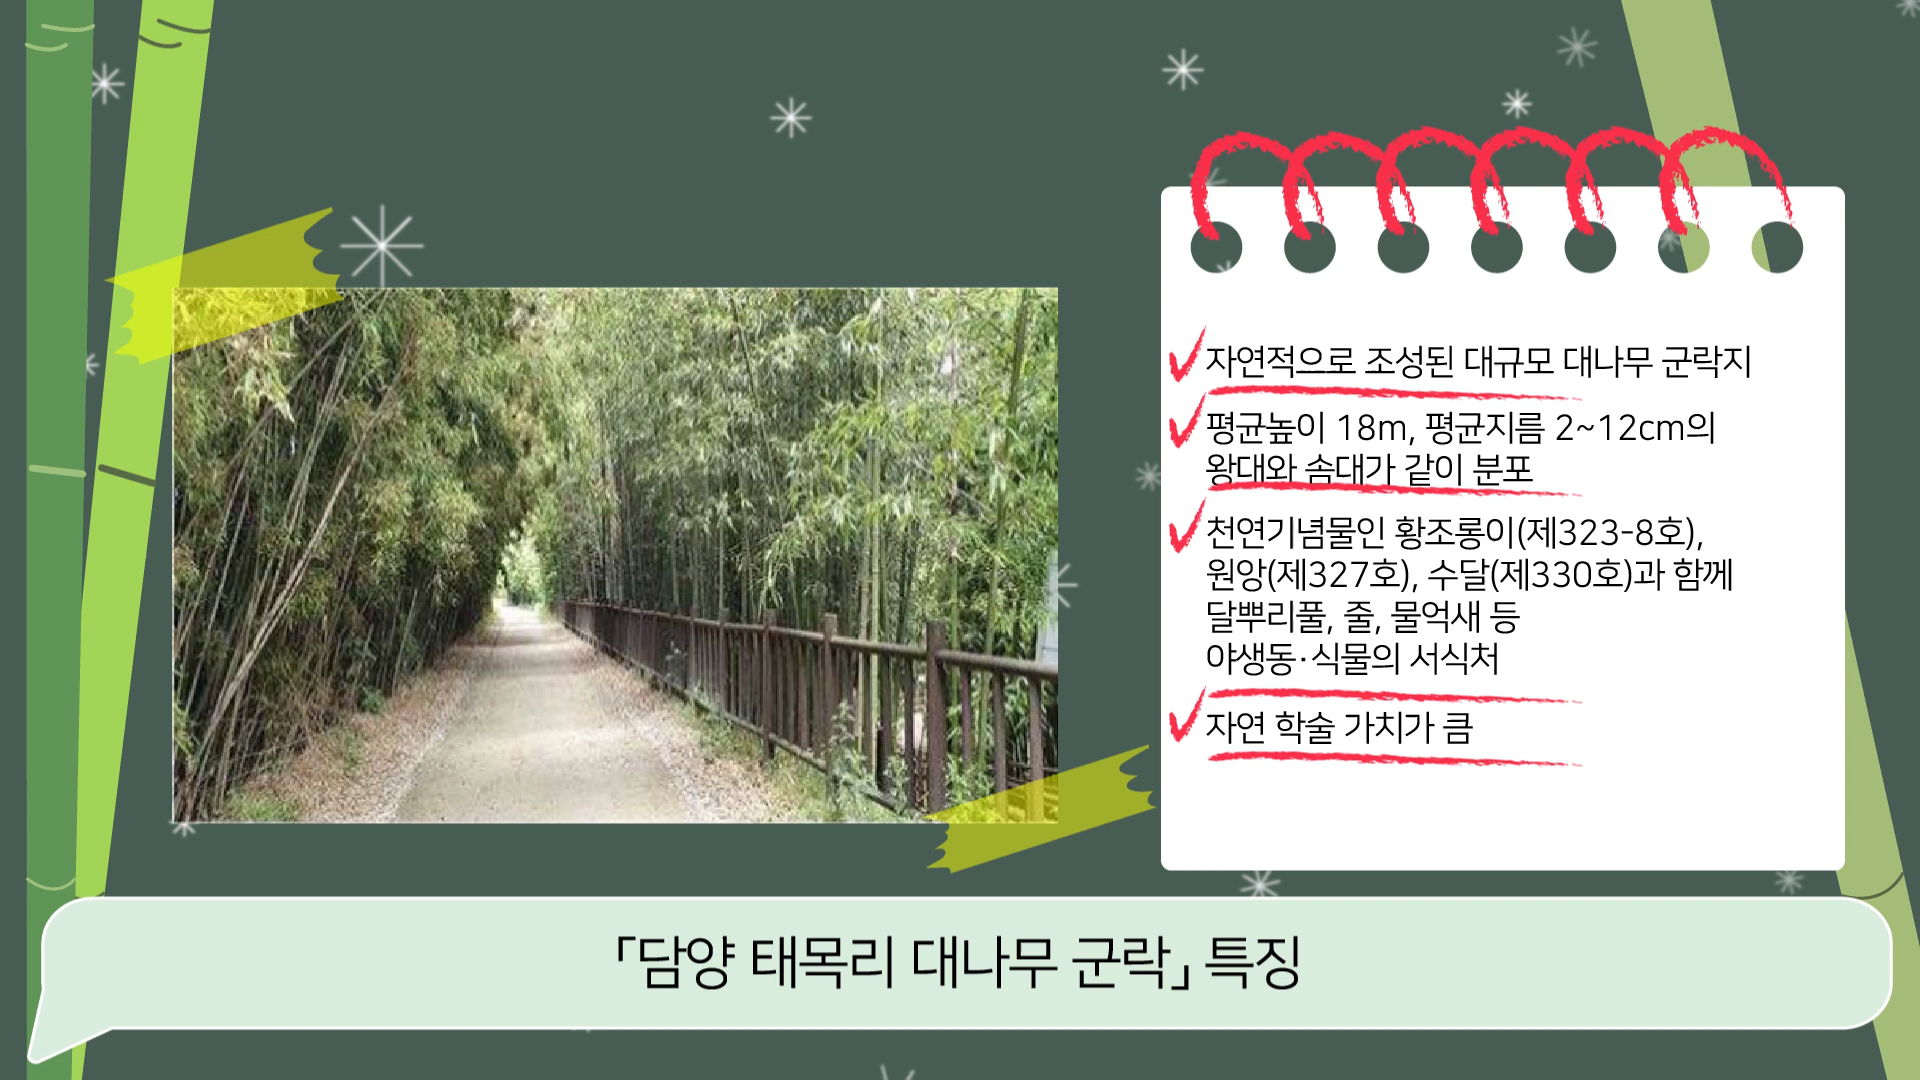 자연적으로 조성된 대규모 대나무 군락지
평균높이 18m, 평균지름 2~12cm의
왕대와 솜대가 같이 분포
천연기념물인 황조롱이(제323-8호),
원앙(제327호), 수달(제330호)과 함께
달뿌리풀, 줄, 물억새 등
야생동·식물의 서식처
자연 학술 가치가 큼
「담양 태목리 대나무 군락」 특징